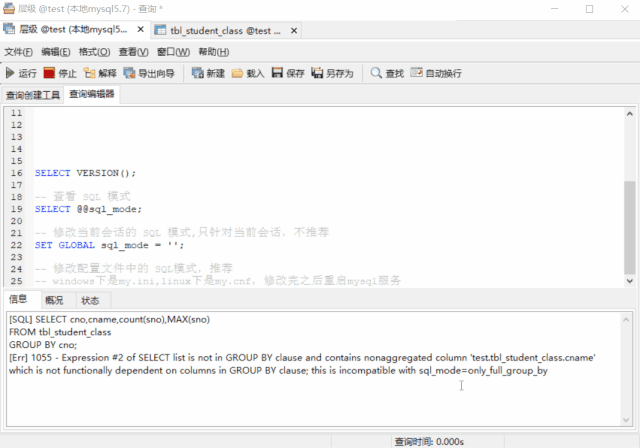 层级 @test (本地mysql5.7) - 查询 *
层级 @test (本地mysql5.... tbl_student_class @test ...
文件(F) 编辑(E) 格式(O) 查看(V) 窗口(W) 帮助(H)
运行 停止 解释 导出向导 新建 载入 保存 另存为 查找 自动换行
查询创建工具 查询编辑器
11
12
13
14
15
16 SELECT VERSION();
17
18 -- 查看 SQL 模式
19 SELECT @@sql_mode;
20
21 -- 修改当前会话的 SQL 模式,只针对当前会话，不推荐
22 SET GLOBAL sql_mode = '';
23
24 -- 修改配置文件中的 SQL模式，推荐
25 -- windows下是my.ini,linux下是my.cnf，修改完之后重启mysql服务
信息 概况 状态
[SQL] SELECT cno,cname,count(sno),MAX(sno)
FROM tbl_student_class
GROUP BY cno;
[Err] 1055 - Expression #2 of SELECT list is not in GROUP BY clause and contains nonaggregated column 'test.tbl_student_class.cname'
which is not functionally dependent on columns in GROUP BY clause; this is incompatible with sql_mode=only_full_group_by
查询时间: 0.000s